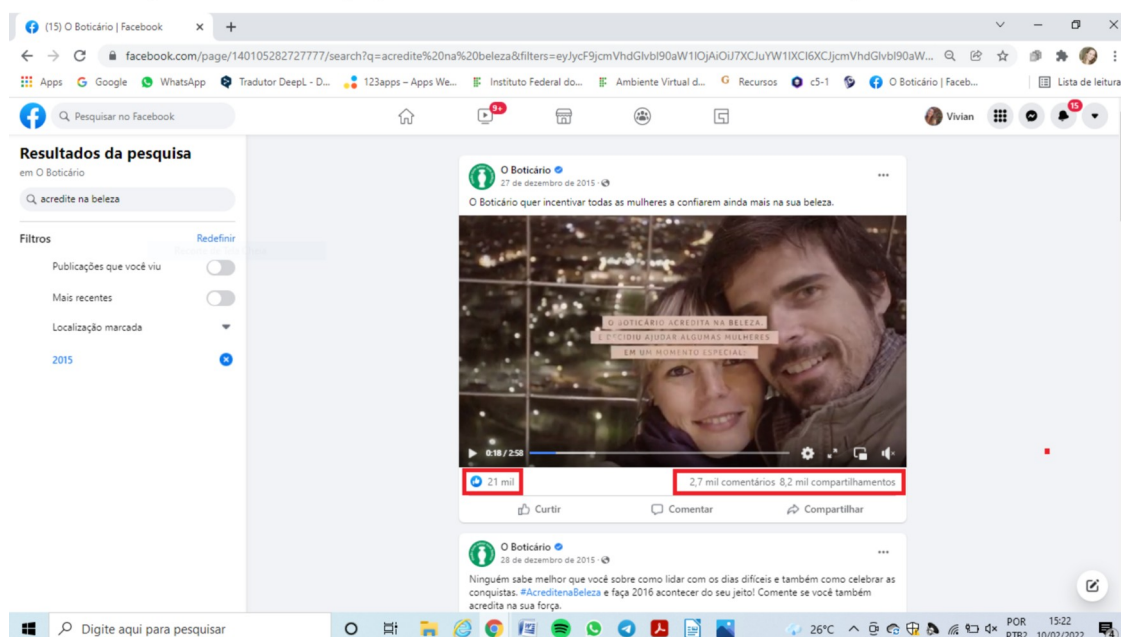 (15) O Boticário | Facebook
facebook.com/page/140105282727777/search?q=acredite%20na%20beleza&filters=eyJycF9jcmVhdGlvbl90aW1lOjAiOiJ7XCJuYW1lXCI6XCJjcmVhdGlvbl90aW...
Apps Google WhatsApp Tradutor DeepL - D... 123apps – Apps We... Instituto Federal do... Ambiente Virtual d... Recursos c5-1 O Boticário | Faceb... Lista de leitura
Pesquisar no Facebook
9+
Vivian
15
Resultados da pesquisa
em O Boticário
acredite na beleza
Filtros Redefinir
Publicações que você viu
Mais recentes
Localização marcada
2015
O Boticário
27 de dezembro de 2015
O Boticário quer incentivar todas as mulheres a confiarem ainda mais na sua beleza.
O BOTICÁRIO ACREDITA NA BELEZA,
E DECIDIU AJUDAR ALGUMAS MULHERES
EM UM MOMENTO ESPECIAL:
0:18 / 2:58
21 mil 2,7 mil comentários 8,2 mil compartilhamentos
Curtir Comentar Compartilhar
O Boticário
28 de dezembro de 2015
Ninguém sabe melhor que você sobre como lidar com os dias difíceis e também como celebrar as
conquistas. #AcreditenaBeleza e faça 2016 acontecer do seu jeito! Comente se você também
acredita na sua força.
Digite aqui para pesquisar
26°C
POR
PTB2
15:22
10/02/2022